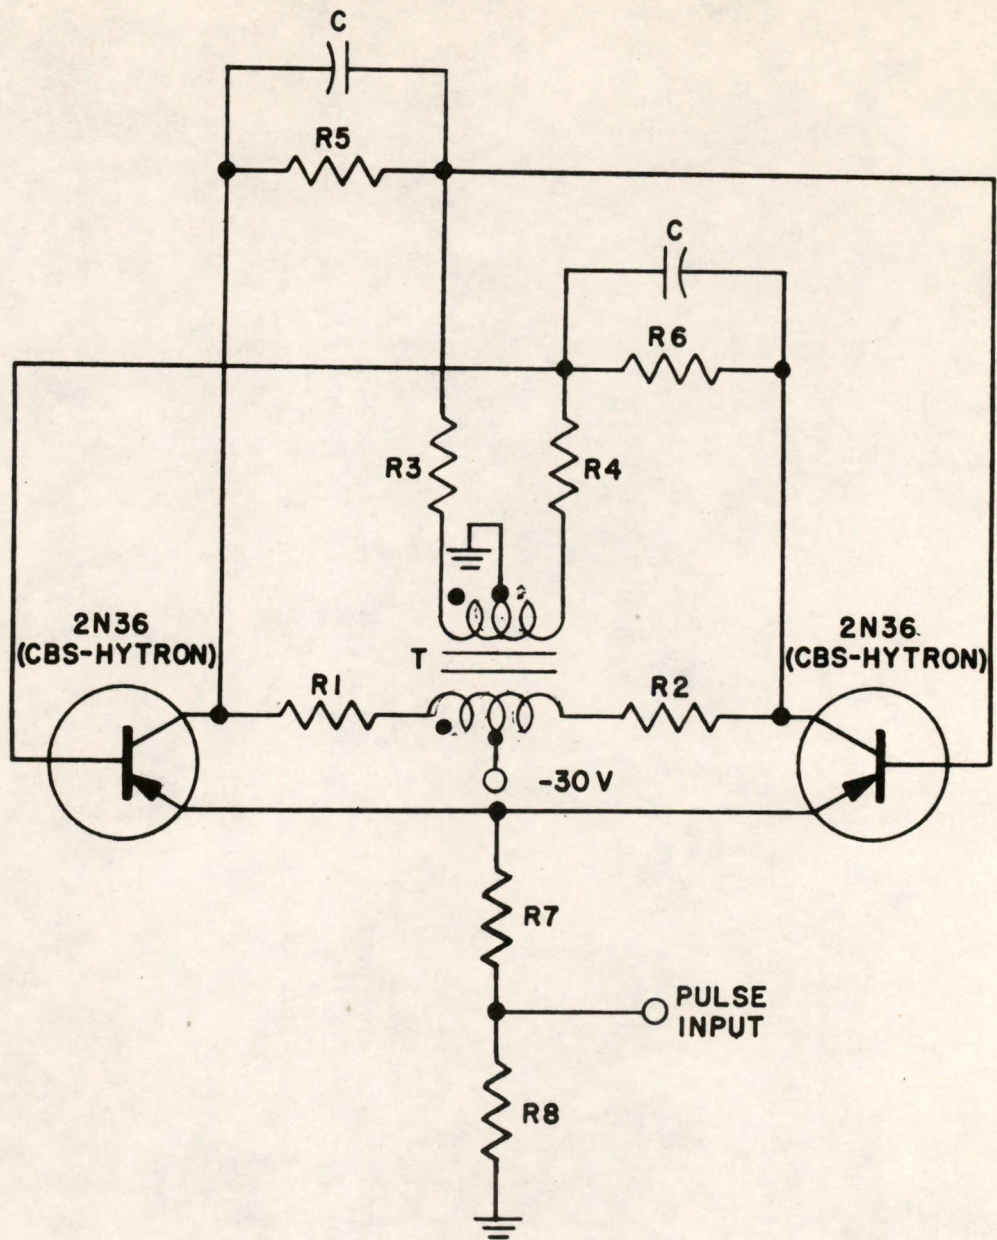 C
R5
C
R6
R3
R4
2N36
(CBS-HYTRON)
2N36
(CBS-HYTRON)
T
R1
R2
-30 V
R7
PULSE
INPUT
R8